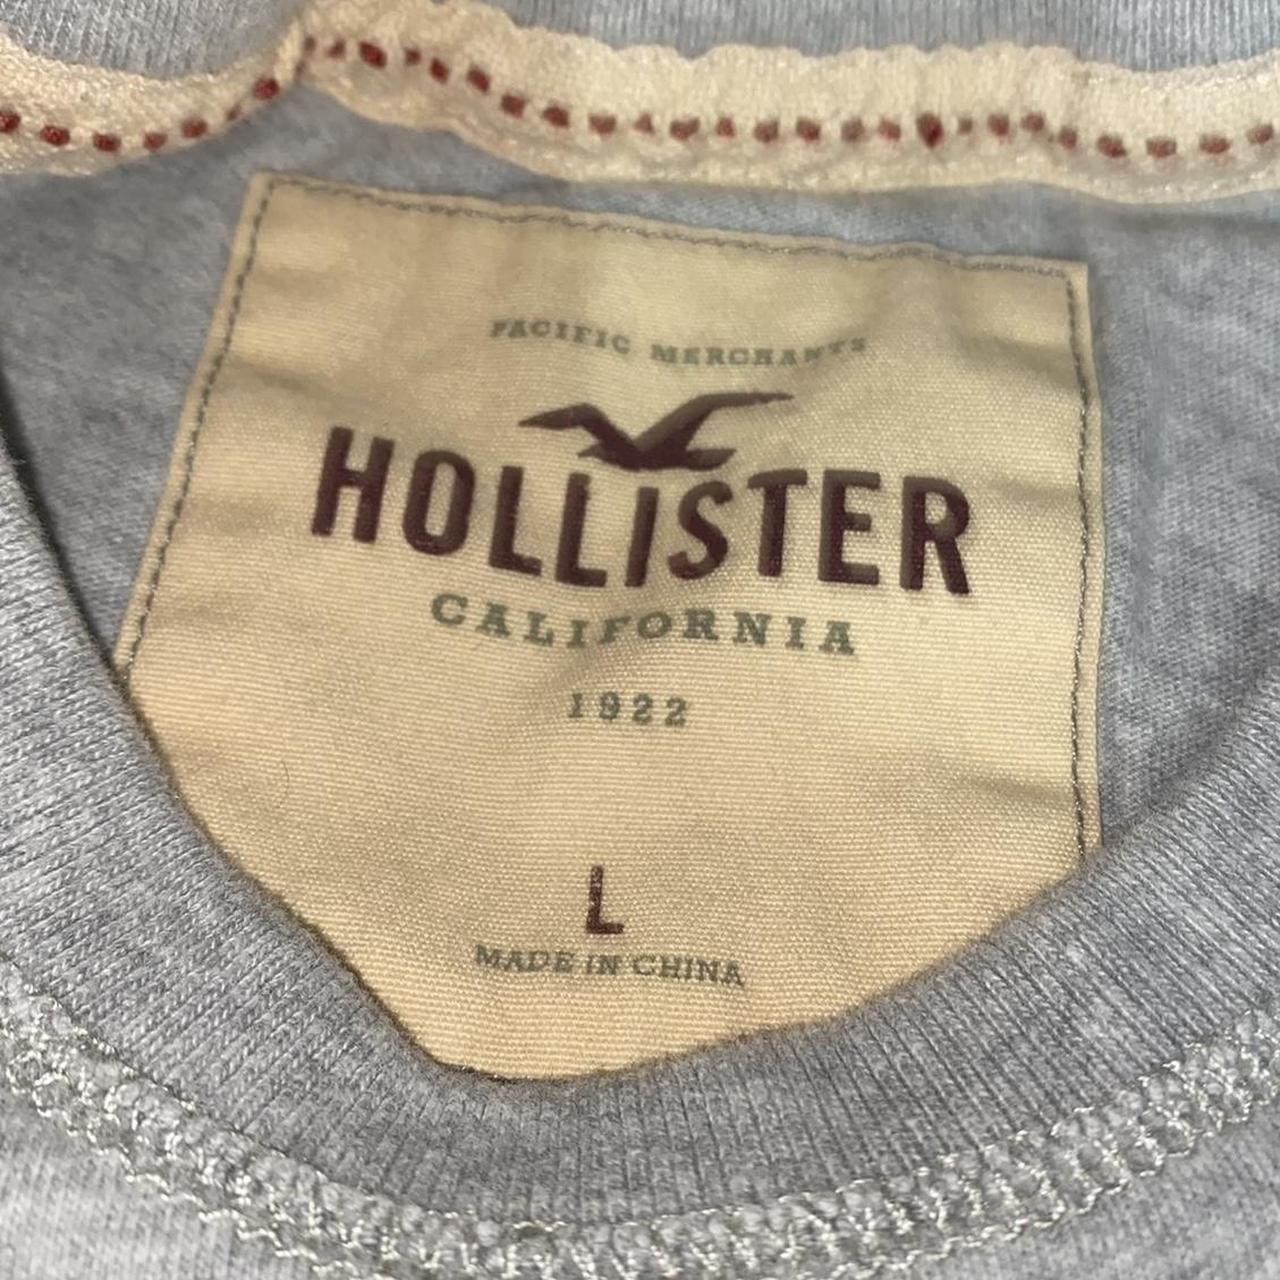 PACIFIC MERCHANTS
HOLLISTER
CALIFORNIA
1922
L
MADE IN CHINA